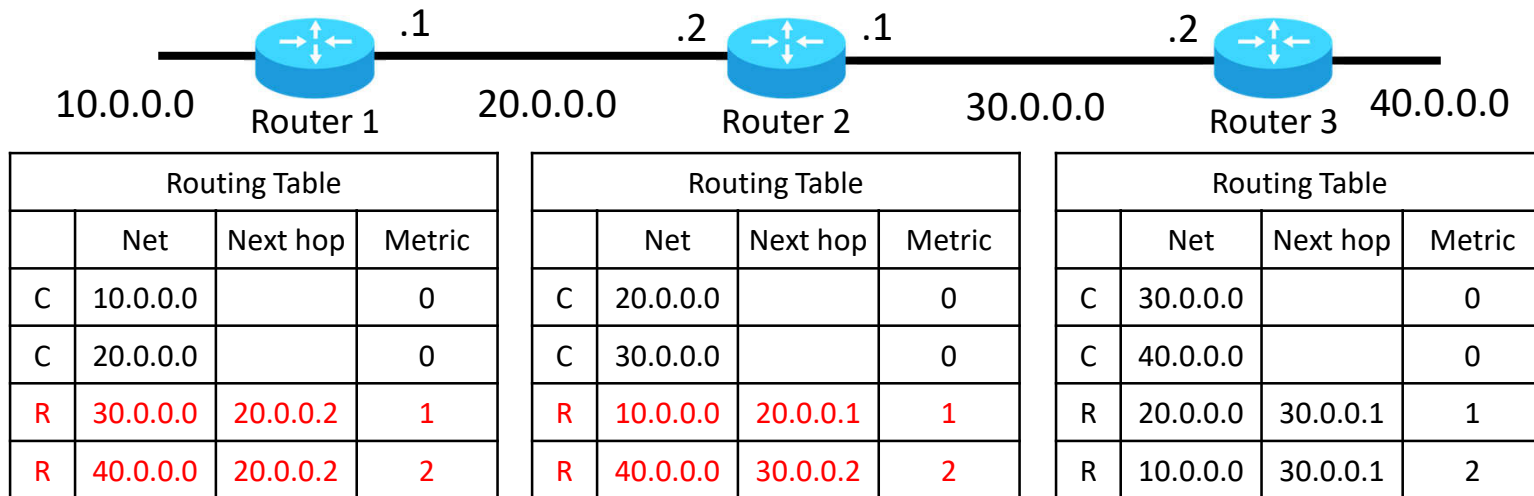 .1 .2 .1 .2
10.0.0.0 Router 1 20.0.0.0 Router 2 30.0.0.0 Router 3 40.0.0.0
Routing Table
Net Next hop Metric
C 10.0.0.0 0
C 20.0.0.0 0
R 30.0.0.0 20.0.0.2 1
R 40.0.0.0 20.0.0.2 2
Routing Table
Net Next hop Metric
C 20.0.0.0 0
C 30.0.0.0 0
R 10.0.0.0 20.0.0.1 1
R 40.0.0.0 30.0.0.2 2
Routing Table
Net Next hop Metric
C 30.0.0.0 0
C 40.0.0.0 0
R 20.0.0.0 30.0.0.1 1
R 10.0.0.0 30.0.0.1 2